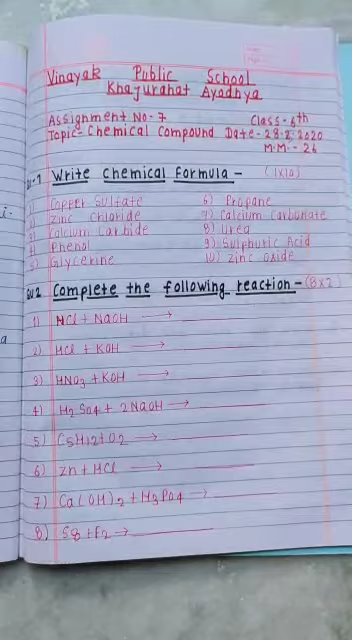 Vinayak Public School
Khajurahat Ayodhya
Assignment No-7 Class-6th
Topic-Chemical Compound Date-28.2.2020
M.M.-26
Qu-1 Write Chemical Formula- (1x10)
1) Copper Sulfate 6) Propane
2) Zinc Chloride 7) Calcium Carbonate
3) Calcium Carbide 8) Urea
4) Phenol 9) Sulphuric Acid
5) Glycerine 10) Zinc Oxide
Qu2 Complete the following reaction-(8x2)
1) HCl + NaOH →
2) HCl + KOH →
3) HNO3 + KOH →
4) H2SO4 + 2NaOH →
5) C5H12+O2 →
6) Zn + HCl →
7) Ca(OH)2 + H3PO4 →
8) S8 + F2 →